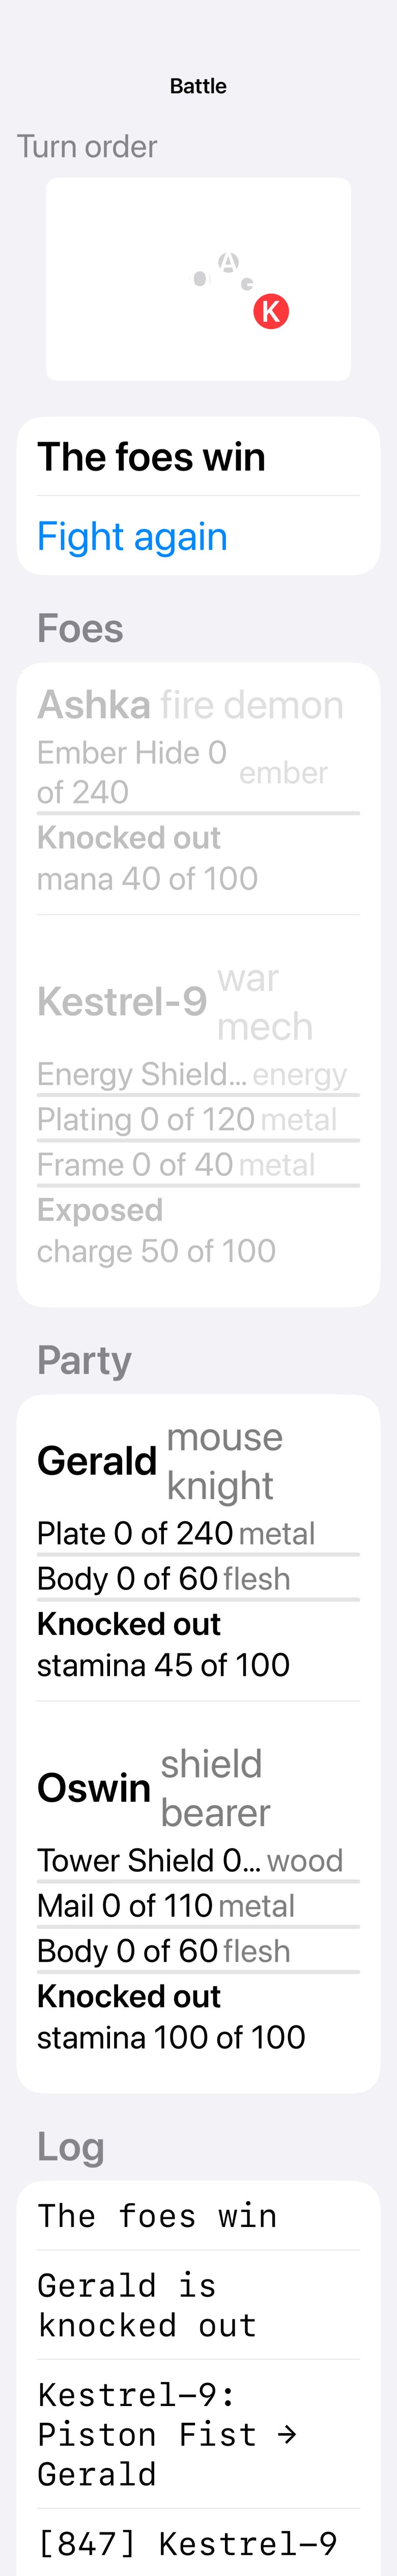 Battle
Turn order
A
K
The foes win
Fight again
Foes
Ashka fire demon
Ember Hide 0
of 240
ember
Knocked out
mana 40 of 100
Kestrel-9
war
mech
Energy Shield... energy
Plating 0 of 120 metal
Frame 0 of 40 metal
Exposed
charge 50 of 100
Party
Gerald
mouse
knight
Plate 0 of 240 metal
Body 0 of 60 flesh
Knocked out
stamina 45 of 100
Oswin
shield
bearer
Tower Shield 0... wood
Mail 0 of 110 metal
Body 0 of 60 flesh
Knocked out
stamina 100 of 100
Log
The foes win
Gerald is
knocked out
Kestrel-9:
Piston Fist →
Gerald
[847] Kestrel-9